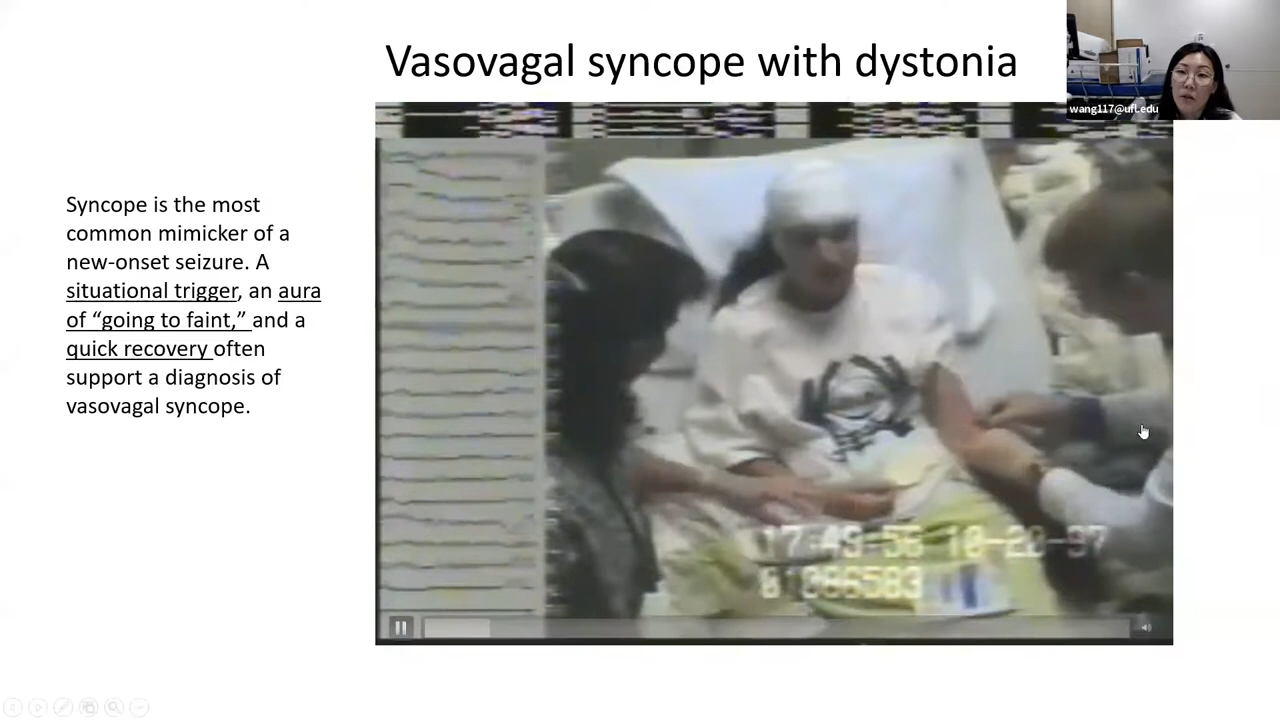 Vasovagal syncope with dystonia
wang117@ufl.edu
Syncope is the most
common mimicker of a
new-onset seizure. A
situational trigger, an aura
of “going to faint,” and a
quick recovery often
support a diagnosis of
vasovagal syncope.
17:49:56 10-20-97
01086583